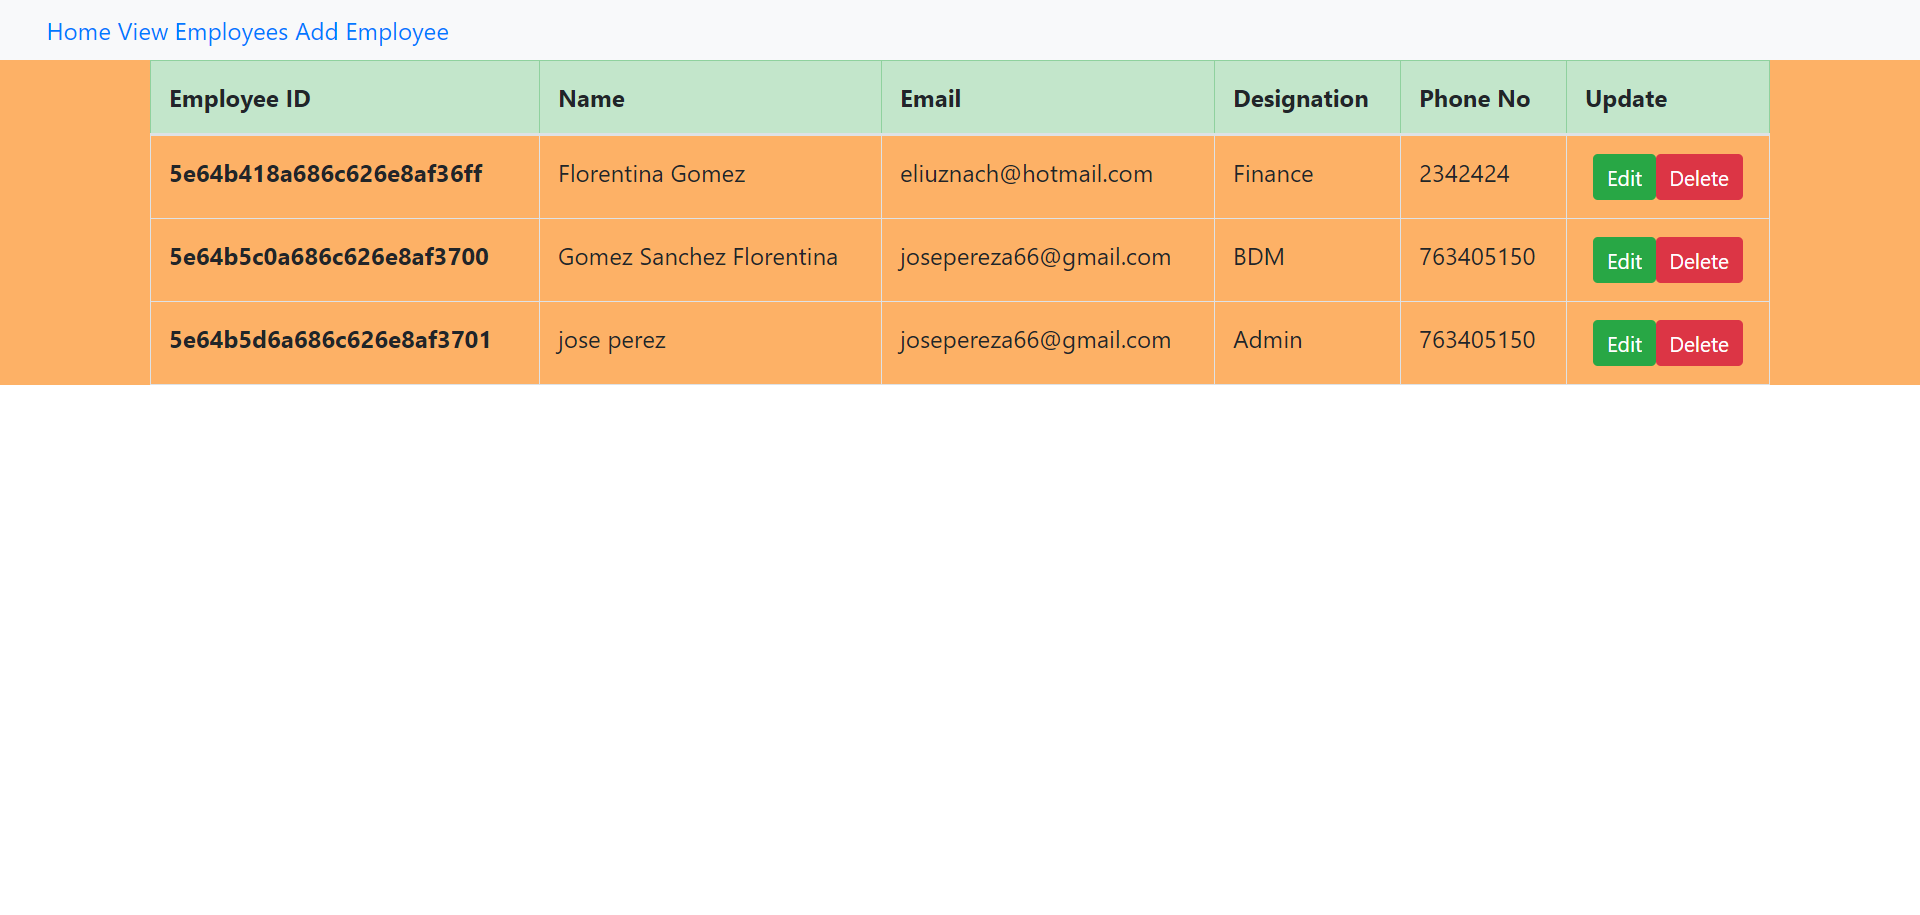 Home View Employees Add Employee
Employee ID Name Email Designation Phone No Update
5e64b418a686c626e8af36ff Florentina Gomez eliuznach@hotmail.com Finance 2342424 Edit Delete
5e64b5c0a686c626e8af3700 Gomez Sanchez Florentina josepereza66@gmail.com BDM 763405150 Edit Delete
5e64b5d6a686c626e8af3701 jose perez josepereza66@gmail.com Admin 763405150 Edit Delete